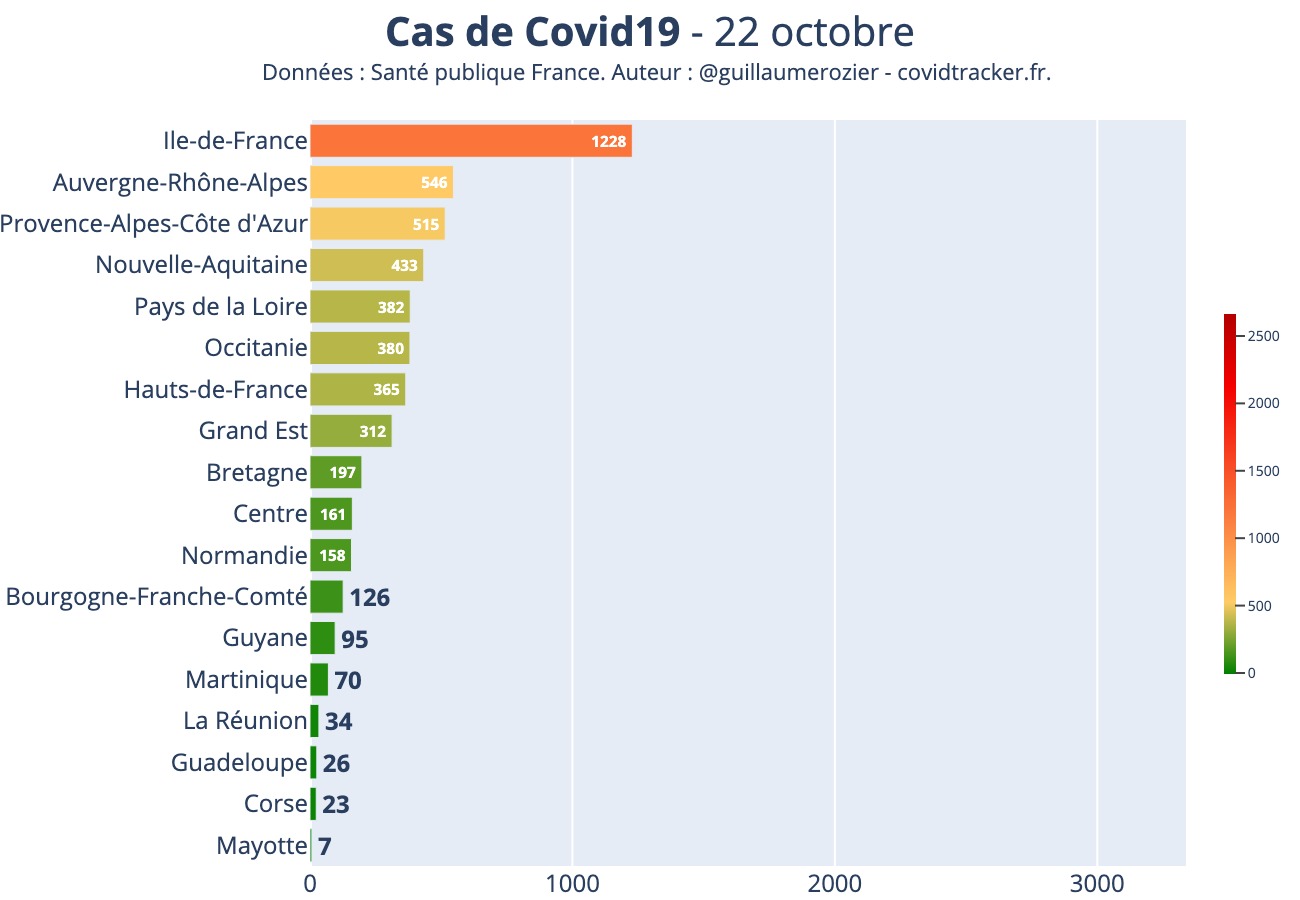 Cas de Covid19 - 22 octobre
Données : Santé publique France. Auteur : @guillaumerozier - covidtracker.fr.
Ile-de-France 1228
Auvergne-Rhône-Alpes 546
Provence-Alpes-Côte d'Azur 515
Nouvelle-Aquitaine 433
Pays de la Loire 382
Occitanie 380
Hauts-de-France 365
Grand Est 312
Bretagne 197
Centre 161
Normandie 158
Bourgogne-Franche-Comté 126
Guyane 95
Martinique 70
La Réunion 34
Guadeloupe 26
Corse 23
Mayotte 7
0 1000 2000 3000
2500
2000
1500
1000
500
0